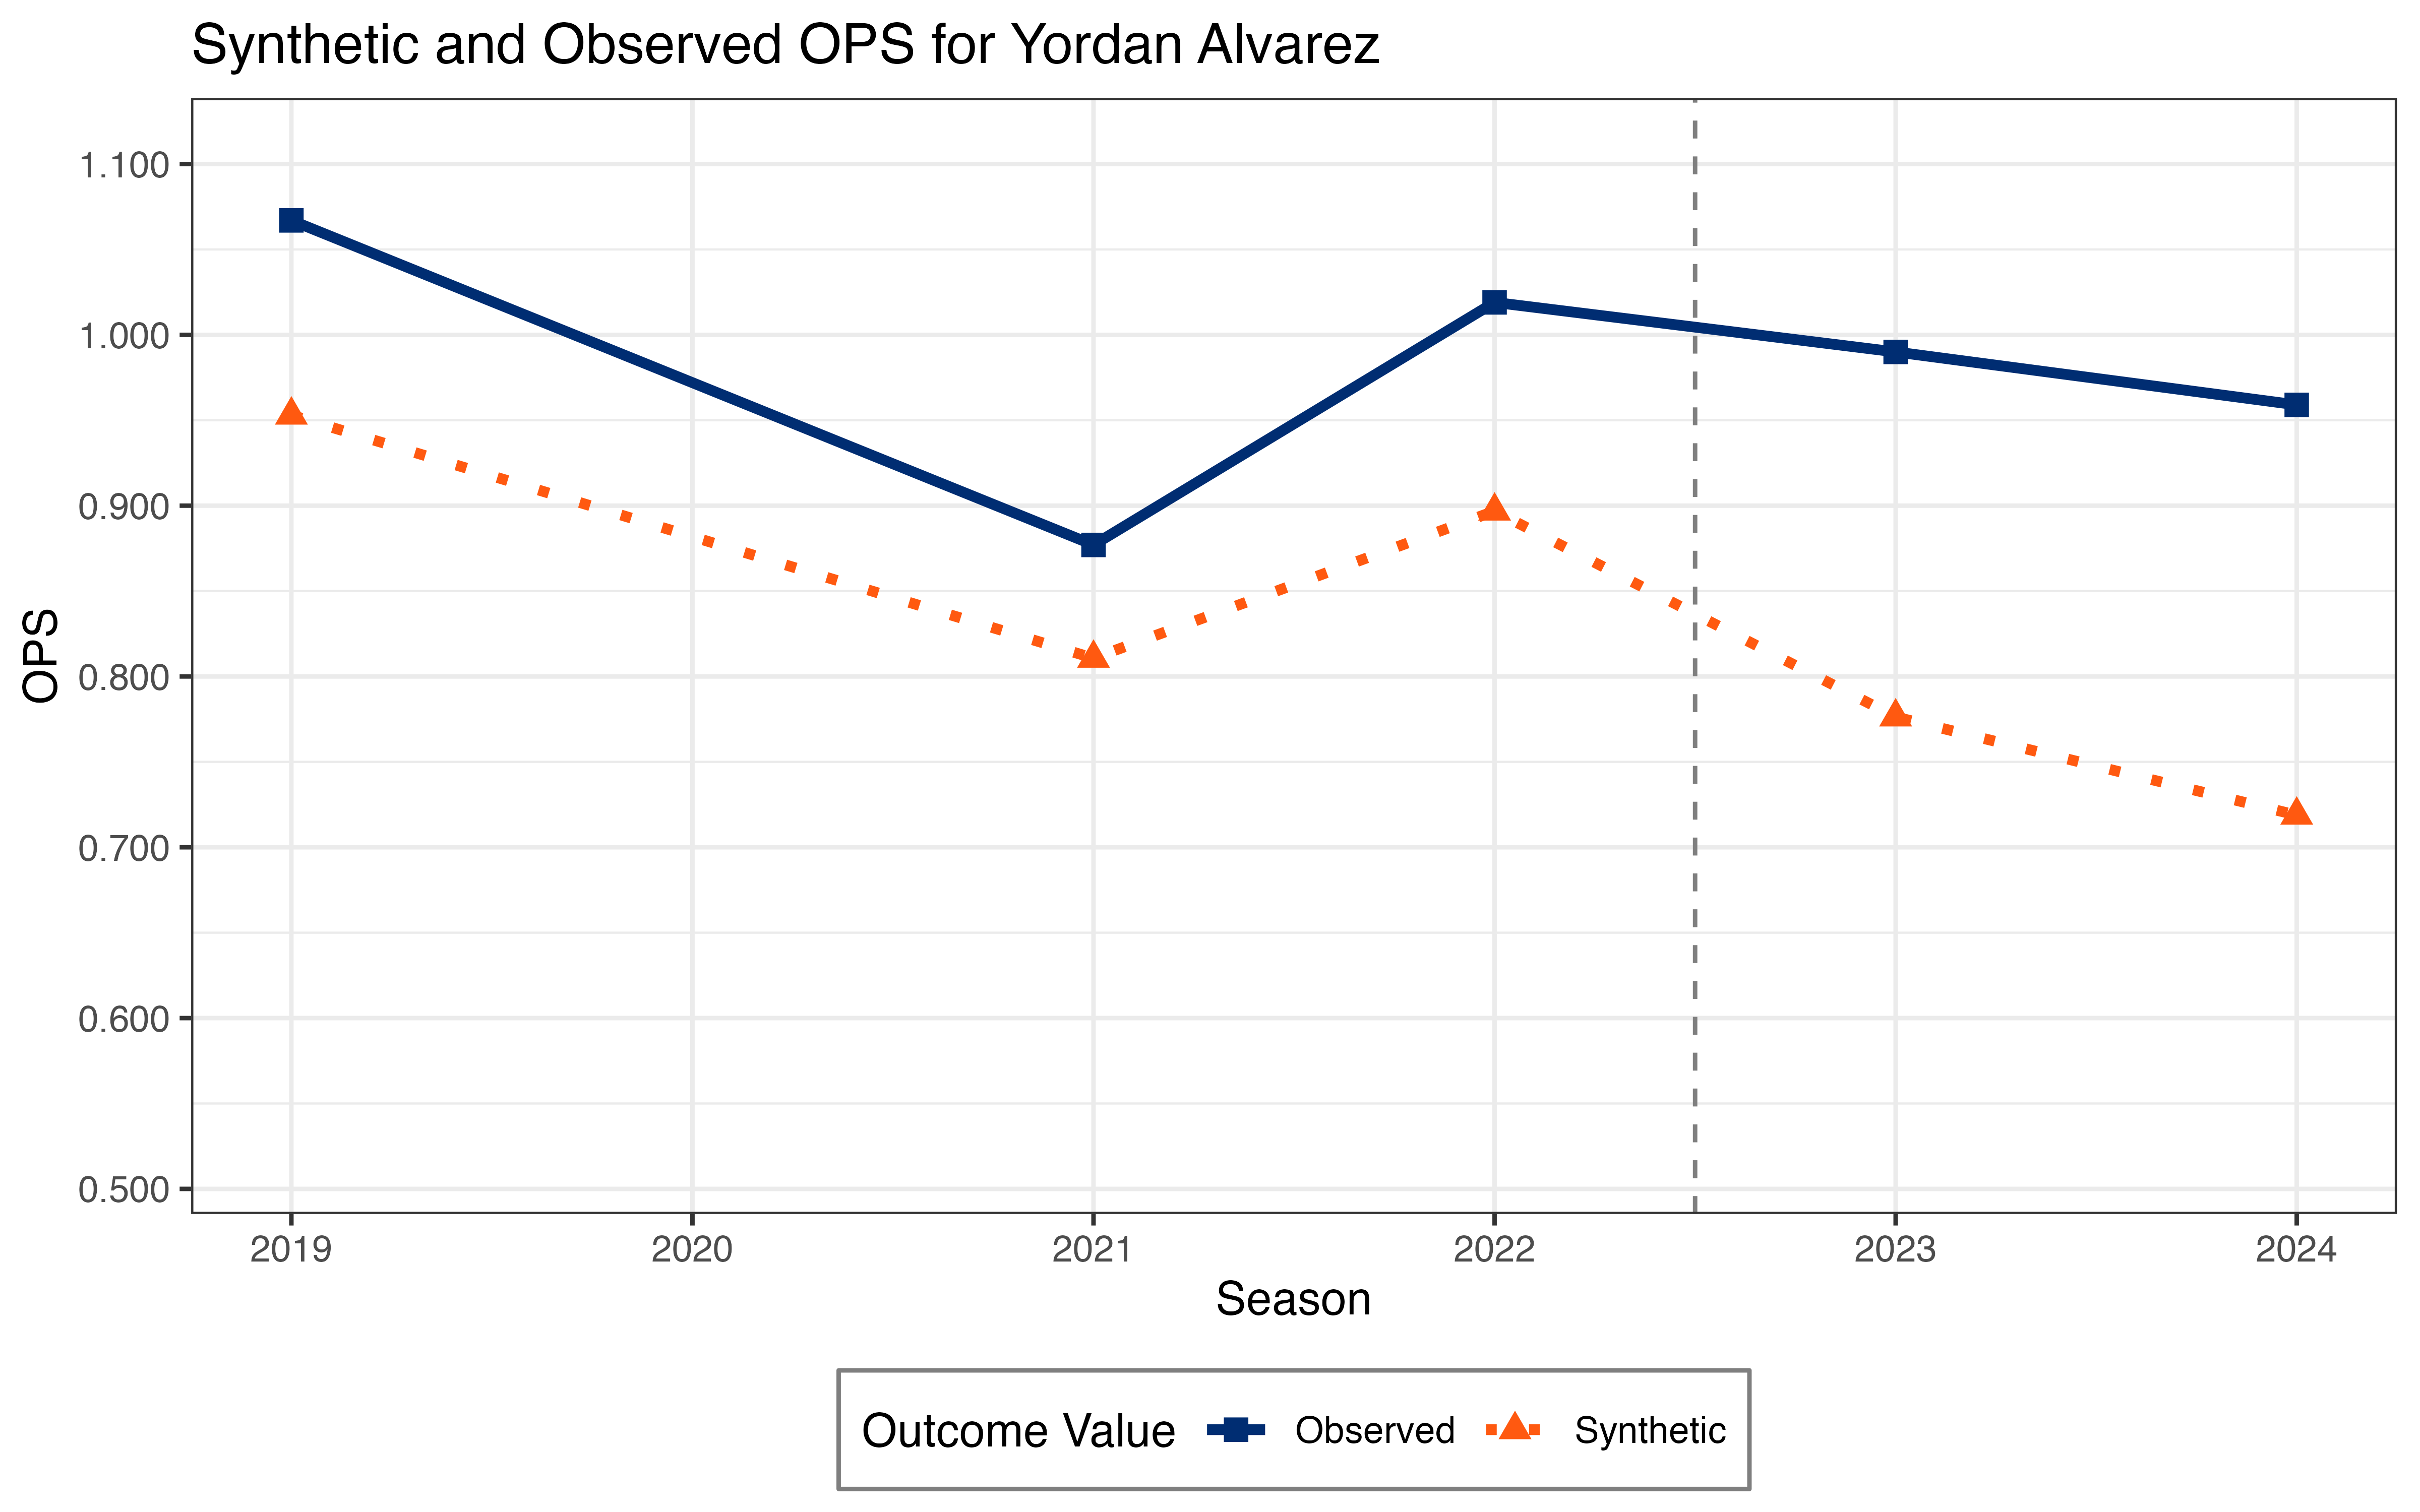 Synthetic and Observed OPS for Yordan Alvarez
1.100
1.000
0.900
0.800
0.700
0.600
0.500
OPS
2019 2020 2021 2022 2023 2024
Season
Outcome Value Observed Synthetic